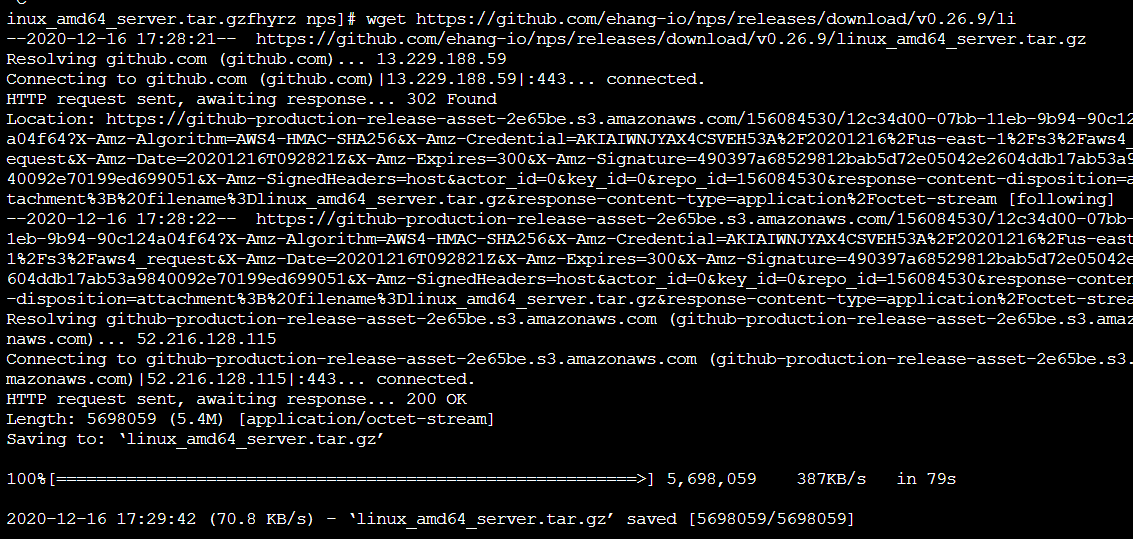 inux_amd64_server.tar.gzfhyrz nps]# wget https://github.com/ehang-io/nps/releases/download/v0.26.9/li
--2020-12-16 17:28:21--  https://github.com/ehang-io/nps/releases/download/v0.26.9/linux_amd64_server.tar.gz
Resolving github.com (github.com)... 13.229.188.59
Connecting to github.com (github.com)|13.229.188.59|:443... connected.
HTTP request sent, awaiting response... 302 Found
Location: https://github-production-release-asset-2e65be.s3.amazonaws.com/156084530/12c34d00-07bb-11eb-9b94-90c12
a04f64?X-Amz-Algorithm=AWS4-HMAC-SHA256&X-Amz-Credential=AKIAIWNJYAX4CSVEH53A%2F20201216%2Fus-east-1%2Fs3%2Faws4_
equest&X-Amz-Date=20201216T092821Z&X-Amz-Expires=300&X-Amz-Signature=490397a68529812bab5d72e05042e2604ddb17ab53a9
40092e70199ed699051&X-Amz-SignedHeaders=host&actor_id=0&key_id=0&repo_id=156084530&response-content-disposition=a
tachment%3B%20filename%3Dlinux_amd64_server.tar.gz&response-content-type=application%2Foctet-stream [following]
--2020-12-16 17:28:22--  https://github-production-release-asset-2e65be.s3.amazonaws.com/156084530/12c34d00-07bb-
1eb-9b94-90c124a04f64?X-Amz-Algorithm=AWS4-HMAC-SHA256&X-Amz-Credential=AKIAIWNJYAX4CSVEH53A%2F20201216%2Fus-east
1%2Fs3%2Faws4_request&X-Amz-Date=20201216T092821Z&X-Amz-Expires=300&X-Amz-Signature=490397a68529812bab5d72e05042e
604ddb17ab53a9840092e70199ed699051&X-Amz-SignedHeaders=host&actor_id=0&key_id=0&repo_id=156084530&response-conten
-disposition=attachment%3B%20filename%3Dlinux_amd64_server.tar.gz&response-content-type=application%2Foctet-strea
Resolving github-production-release-asset-2e65be.s3.amazonaws.com (github-production-release-asset-2e65be.s3.amaz
naws.com)... 52.216.128.115
Connecting to github-production-release-asset-2e65be.s3.amazonaws.com (github-production-release-asset-2e65be.s3.
mazonaws.com)|52.216.128.115|:443... connected.
HTTP request sent, awaiting response... 200 OK
Length: 5698059 (5.4M) [application/octet-stream]
Saving to: ‘linux_amd64_server.tar.gz’
100%[==========================================================>] 5,698,059    387KB/s   in 79s
2020-12-16 17:29:42 (70.8 KB/s) - ‘linux_amd64_server.tar.gz’ saved [5698059/5698059]